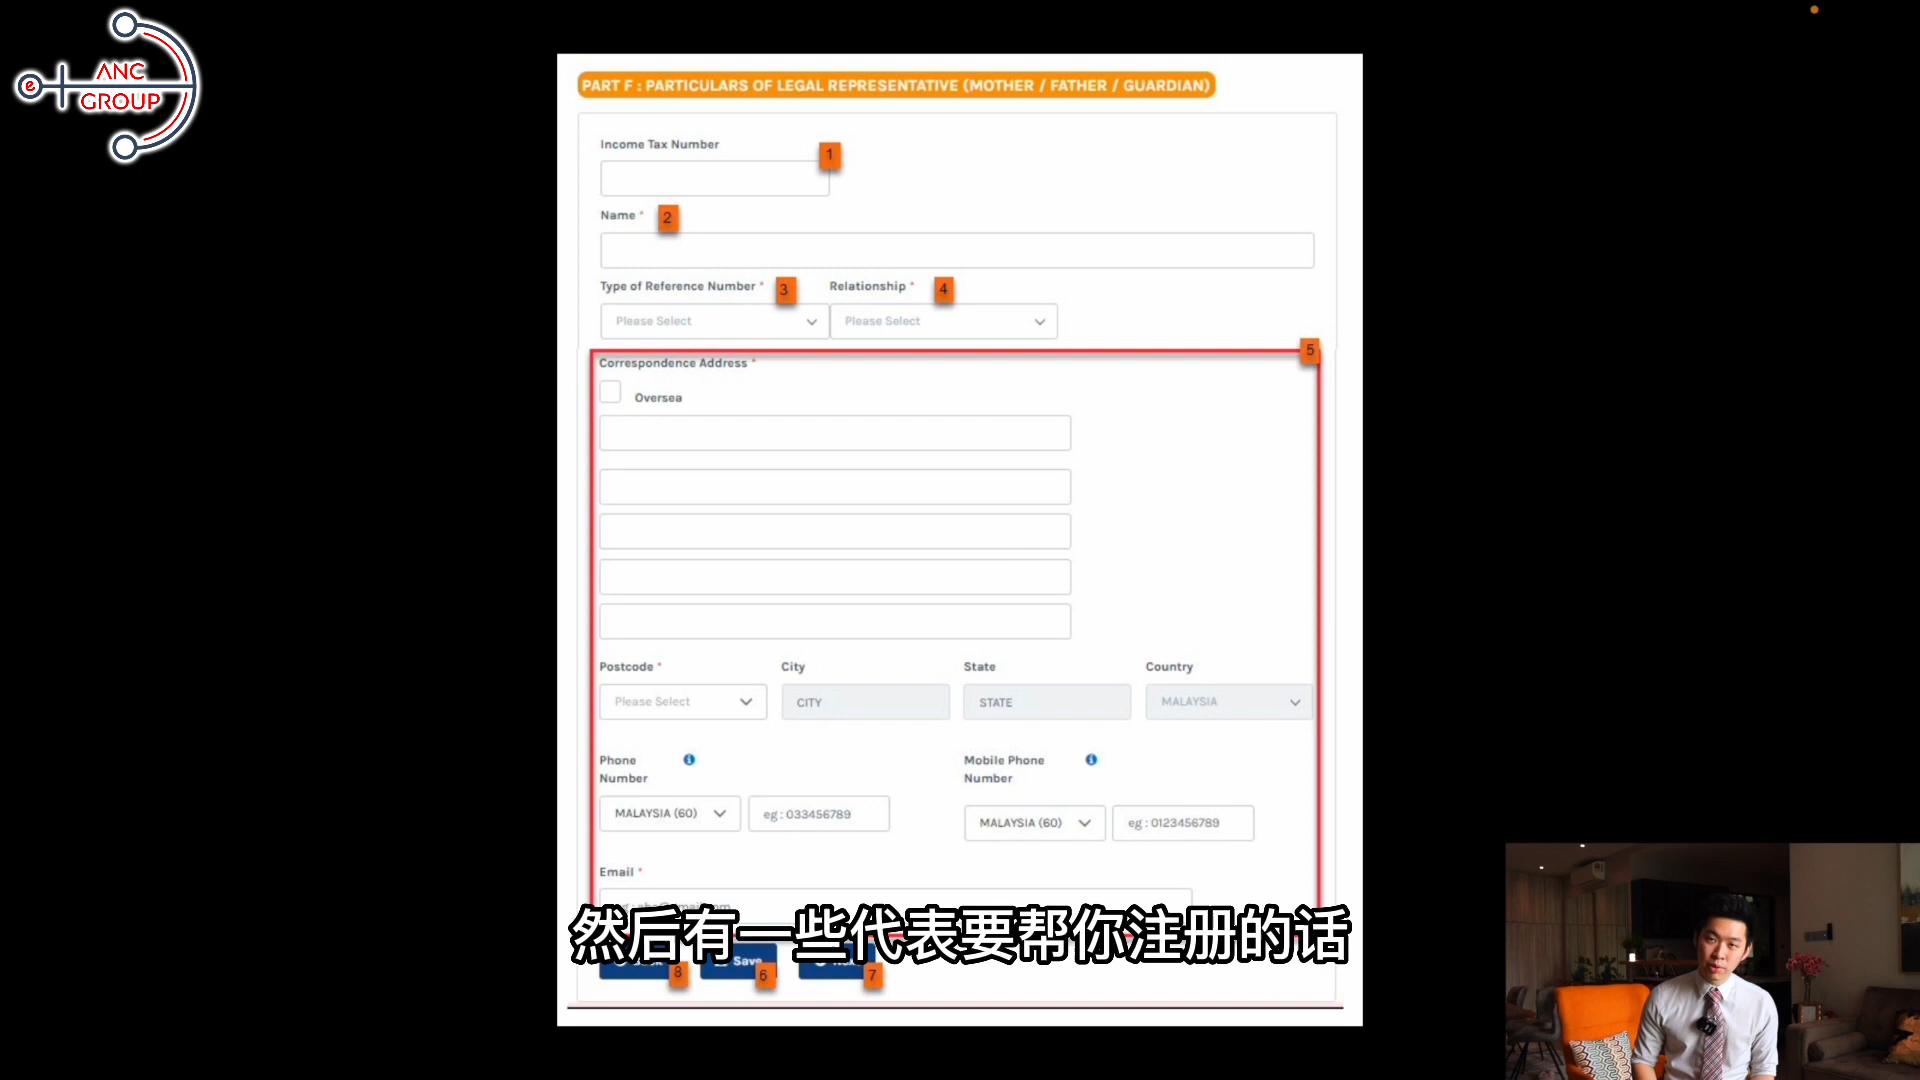 ANC
e
GROUP
PART F : PARTICULARS OF LEGAL REPRESENTATIVE (MOTHER / FATHER / GUARDIAN)
Income Tax Number
1
Name *
2
Type of Reference Number *
3
Relationship *
4
Please Select
Please Select
5
Correspondence Address *
Oversea
Postcode *
City
State
Country
Please Select
CITY
STATE
MALAYSIA
Phone Number
Mobile Phone Number
MALAYSIA (60)
eg : 033456789
MALAYSIA (60)
eg : 0123456789
Email *
然后有一些代表要帮你注册的话
8
Save
6
7